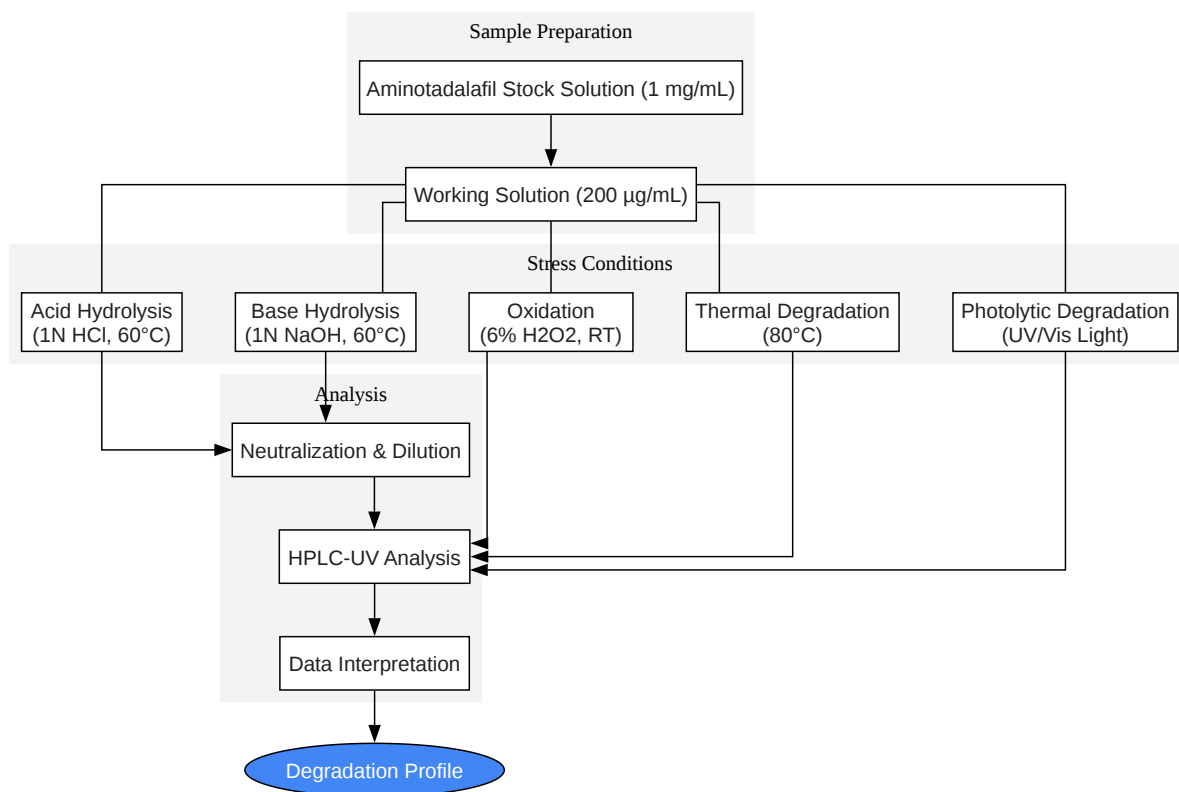 Sample Preparation
Aminotadalafil Stock Solution (1 mg/mL)
Working Solution (200 µg/mL)
Stress Conditions
Acid Hydrolysis
(1N HCl, 60°C)
Base Hydrolysis
(1N NaOH, 60°C)
Oxidation
(6% H2O2, RT)
Thermal Degradation
(80°C)
Photolytic Degradation
(UV/Vis Light)
Analysis
Neutralization & Dilution
HPLC-UV Analysis
Data Interpretation
Degradation Profile